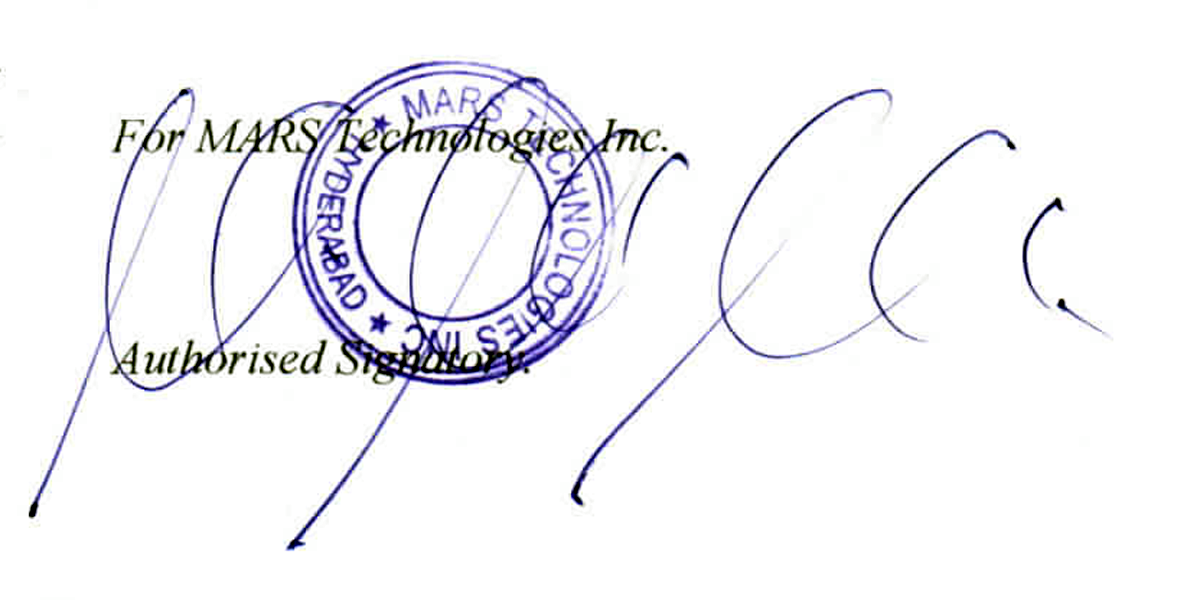 For MARS Technologies Inc.
★ MARS TECHNOLOGIES INC ★ HYDERABAD
Authorised Signatory.